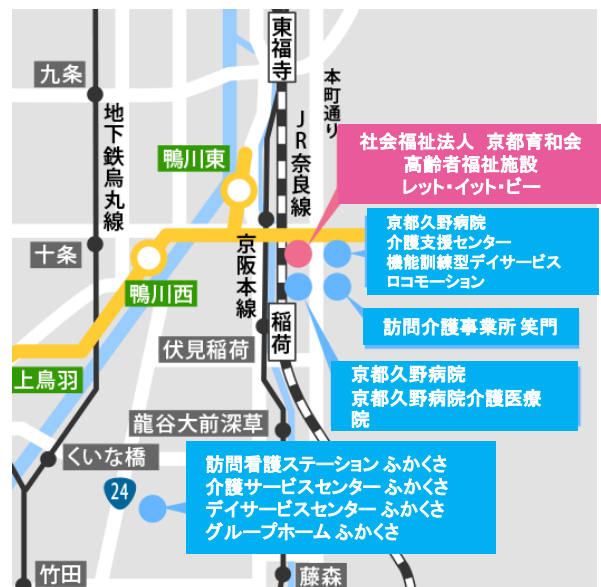 東福寺
九条
本町通り
地下鉄烏丸線
JR奈良線
社会福祉法人　京都育和会
高齢者福祉施設
レット・イット・ビー
鴨川東
京都久野病院
介護支援センター
機能訓練型デイサービス
ロコモーション
十条
京阪本線
鴨川西
稲荷
訪問介護事業所 笑門
伏見稲荷
上鳥羽
京都久野病院
京都久野病院介護医療
院
龍谷大前深草
くいな橋
訪問看護ステーション ふかくさ
介護サービスセンター ふかくさ
デイサービスセンター ふかくさ
グループホーム ふかくさ
24
竹田
藤森